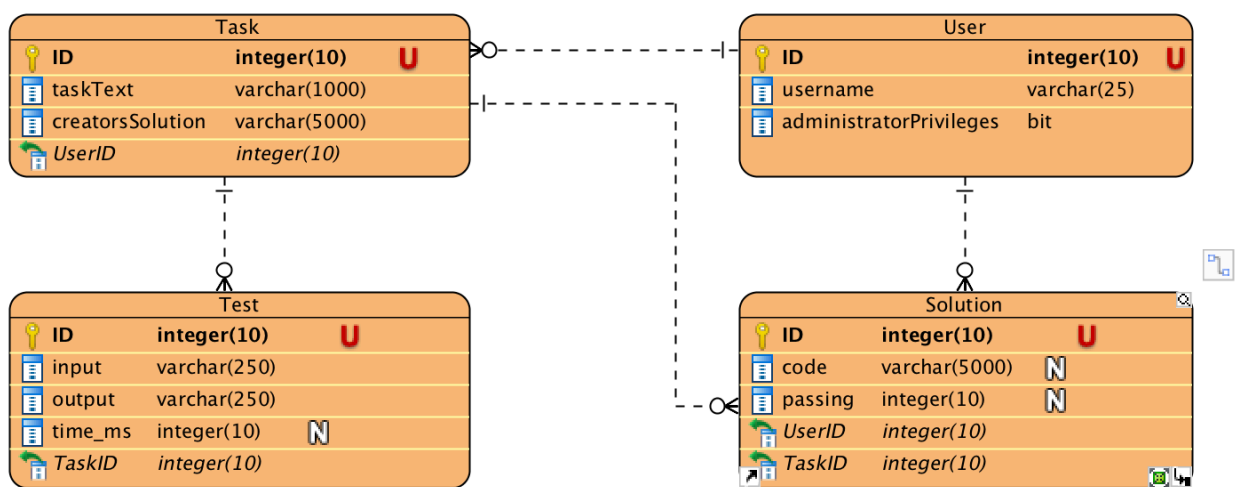 Task
ID integer(10) U
taskText varchar(1000)
creatorsSolution varchar(5000)
UserID integer(10)
User
ID integer(10) U
username varchar(25)
administratorPrivileges bit
Test
ID integer(10) U
input varchar(250)
output varchar(250)
time_ms integer(10) N
TaskID integer(10)
Solution
ID integer(10) U
code varchar(5000) N
passing integer(10) N
UserID integer(10)
TaskID integer(10)